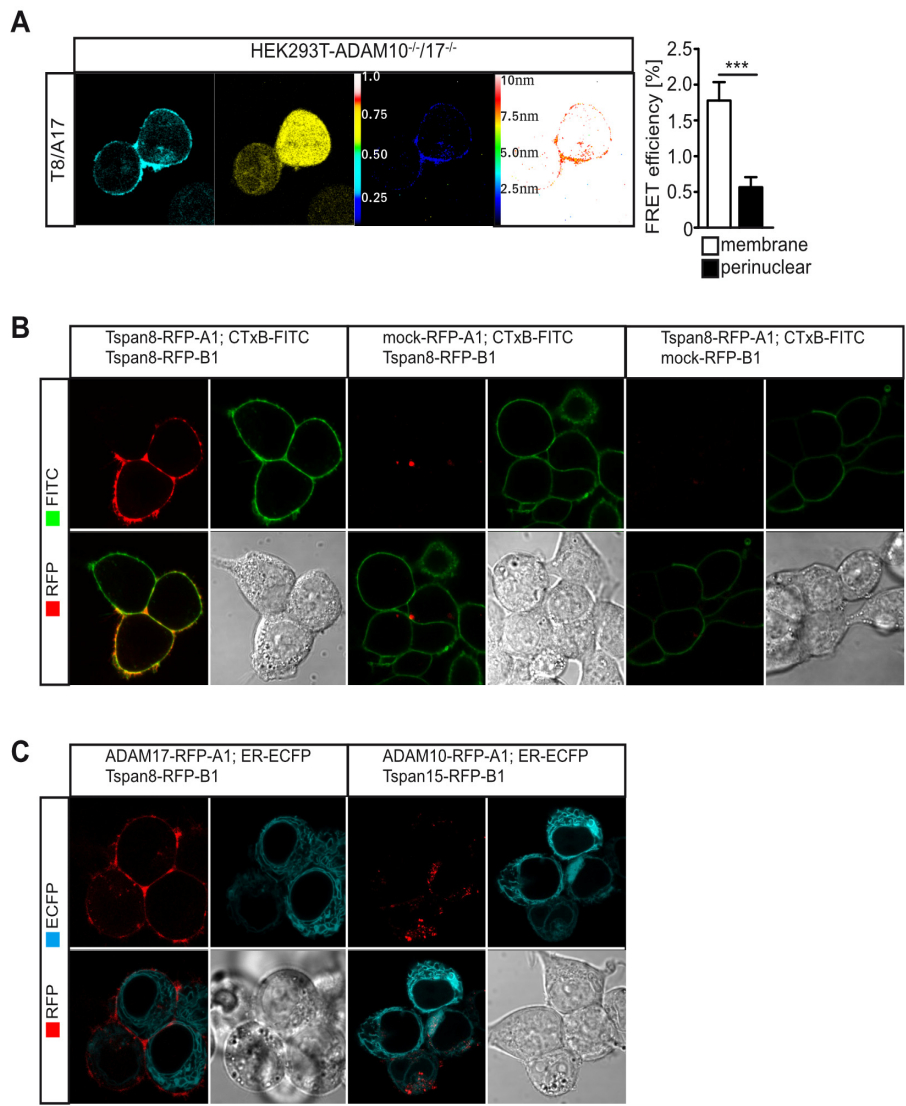 A
HEK293T-ADAM10-/-/17-/-
T8/A17
1.0
0.75
0.50
0.25
10nm
7.5nm
5.0nm
2.5nm
FRET efficiency [%]
2.5
2.0
1.5
1.0
0.5
0
***
membrane
perinuclear
B
Tspan8-RFP-A1; CTxB-FITC
Tspan8-RFP-B1
mock-RFP-A1; CTxB-FITC
Tspan8-RFP-B1
Tspan8-RFP-A1; CTxB-FITC
mock-RFP-B1
FITC
RFP
C
ADAM17-RFP-A1; ER-ECFP
Tspan8-RFP-B1
ADAM10-RFP-A1; ER-ECFP
Tspan15-RFP-B1
ECFP
RFP